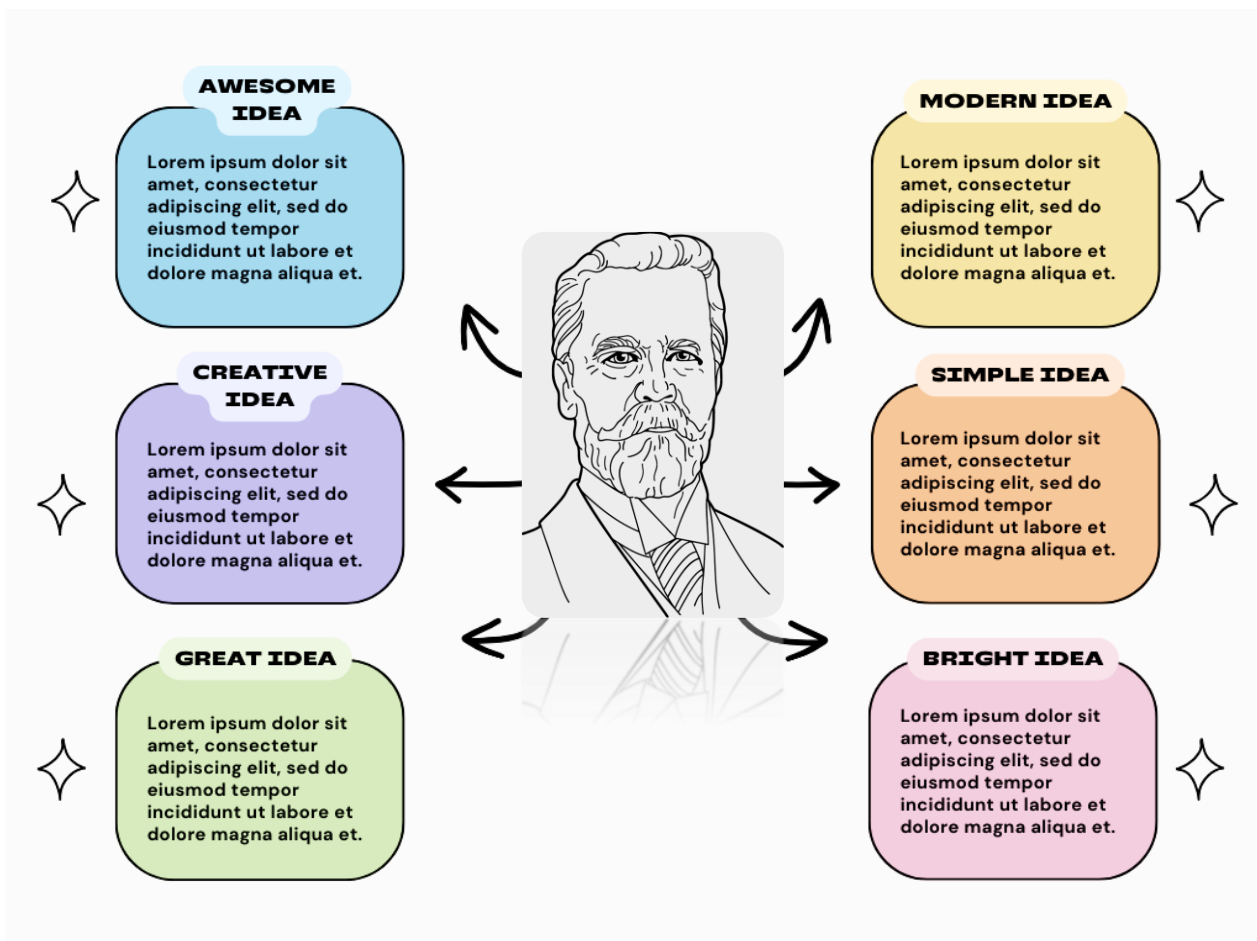 AWESOME
IDEA
Lorem ipsum dolor sit
amet, consectetur
adipiscing elit, sed do
eiusmod tempor
incididunt ut labore et
dolore magna aliqua et.
CREATIVE
IDEA
Lorem ipsum dolor sit
amet, consectetur
adipiscing elit, sed do
eiusmod tempor
incididunt ut labore et
dolore magna aliqua et.
GREAT IDEA
Lorem ipsum dolor sit
amet, consectetur
adipiscing elit, sed do
eiusmod tempor
incididunt ut labore et
dolore magna aliqua et.
MODERN IDEA
Lorem ipsum dolor sit
amet, consectetur
adipiscing elit, sed do
eiusmod tempor
incididunt ut labore et
dolore magna aliqua et.
SIMPLE IDEA
Lorem ipsum dolor sit
amet, consectetur
adipiscing elit, sed do
eiusmod tempor
incididunt ut labore et
dolore magna aliqua et.
BRIGHT IDEA
Lorem ipsum dolor sit
amet, consectetur
adipiscing elit, sed do
eiusmod tempor
incididunt ut labore et
dolore magna aliqua et.